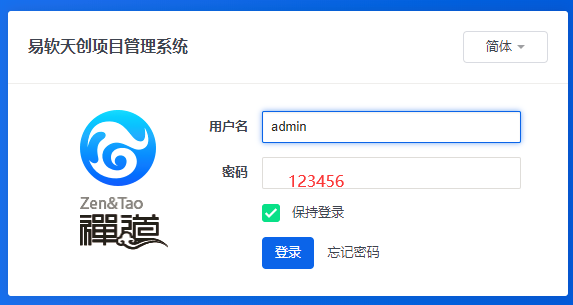 易软天创项目管理系统
简体
用户名
admin
密码
123456
Zen&Tao
禪道
保持登录
登录
忘记密码